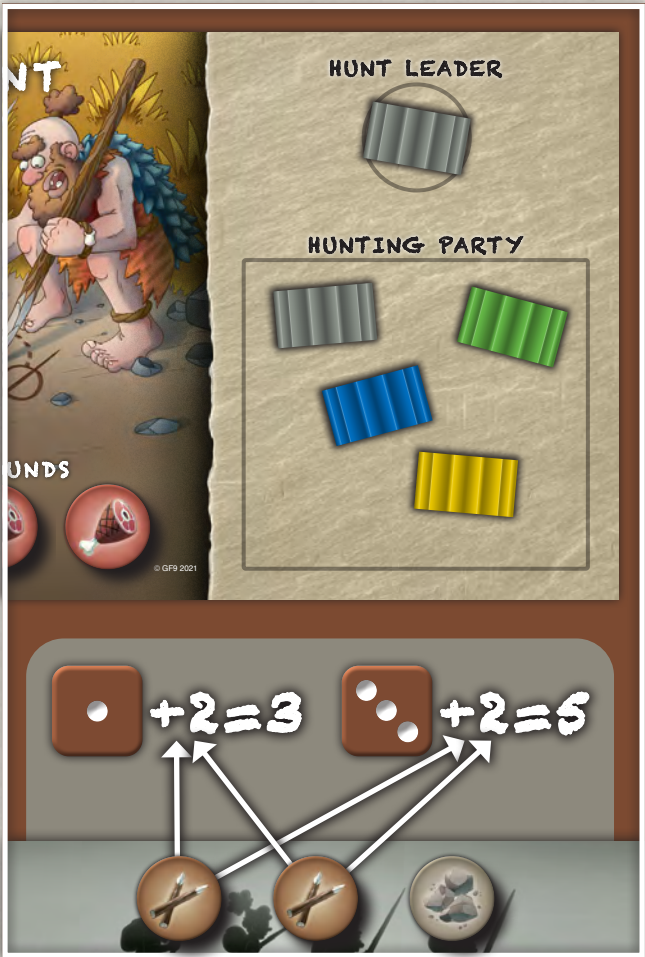 NT
HUNT LEADER
HUNTING PARTY
UNDS
© GF9 2021
+2=3
+2=5